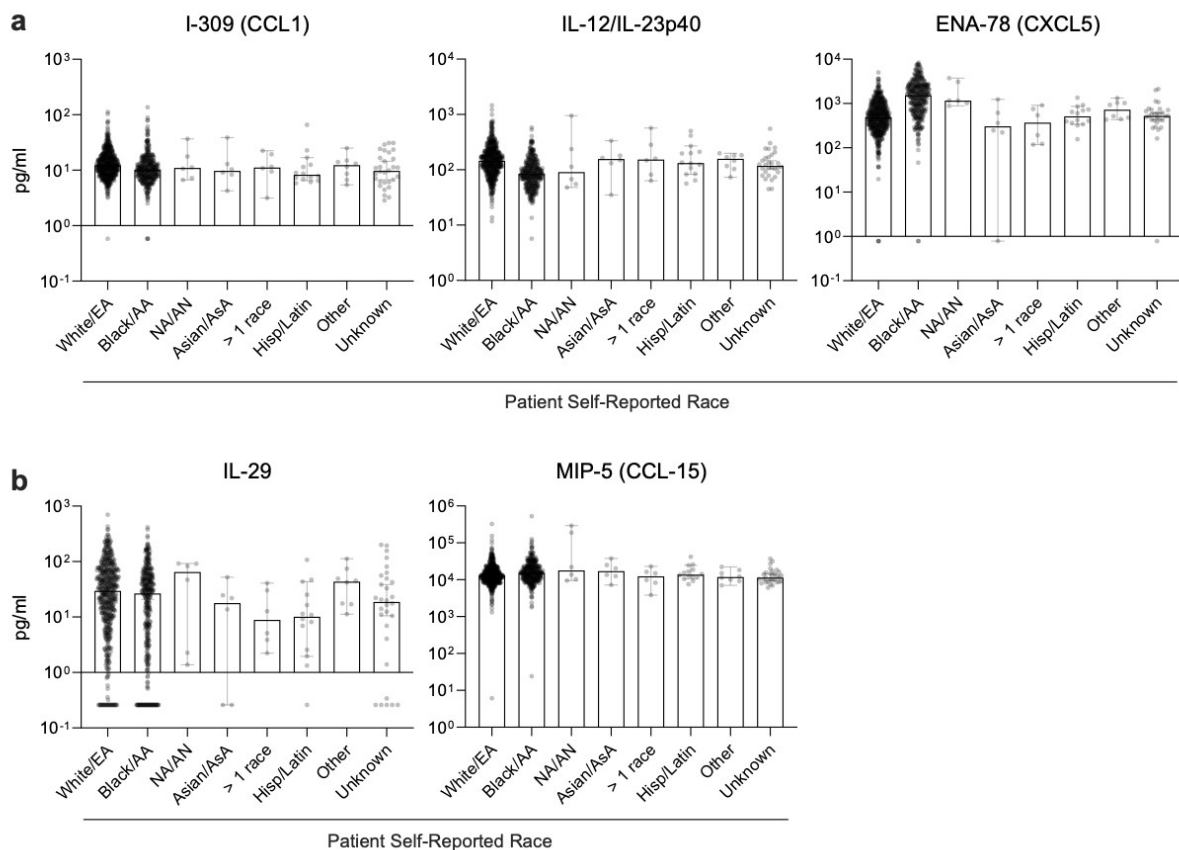 a
I-309 (CCL1)
IL-12/IL-23p40
ENA-78 (CXCL5)
pg/ml
10³
10²
10¹
10⁰
10⁻¹
White/EA
Black/AA
NA/AN
Asian/AsA
> 1 race
Hisp/Latin
Other
Unknown
10⁴
10³
10²
10¹
10⁰
White/EA
Black/AA
NA/AN
Asian/AsA
> 1 race
Hisp/Latin
Other
Unknown
10⁴
10³
10²
10¹
10⁰
10⁻¹
White/EA
Black/AA
NA/AN
Asian/AsA
> 1 race
Hisp/Latin
Other
Unknown
Patient Self-Reported Race
b
IL-29
MIP-5 (CCL-15)
pg/ml
10³
10²
10¹
10⁰
10⁻¹
White/EA
Black/AA
NA/AN
Asian/AsA
> 1 race
Hisp/Latin
Other
Unknown
10⁶
10⁵
10⁴
10³
10²
10¹
10⁰
White/EA
Black/AA
NA/AN
Asian/AsA
> 1 race
Hisp/Latin
Other
Unknown
Patient Self-Reported Race